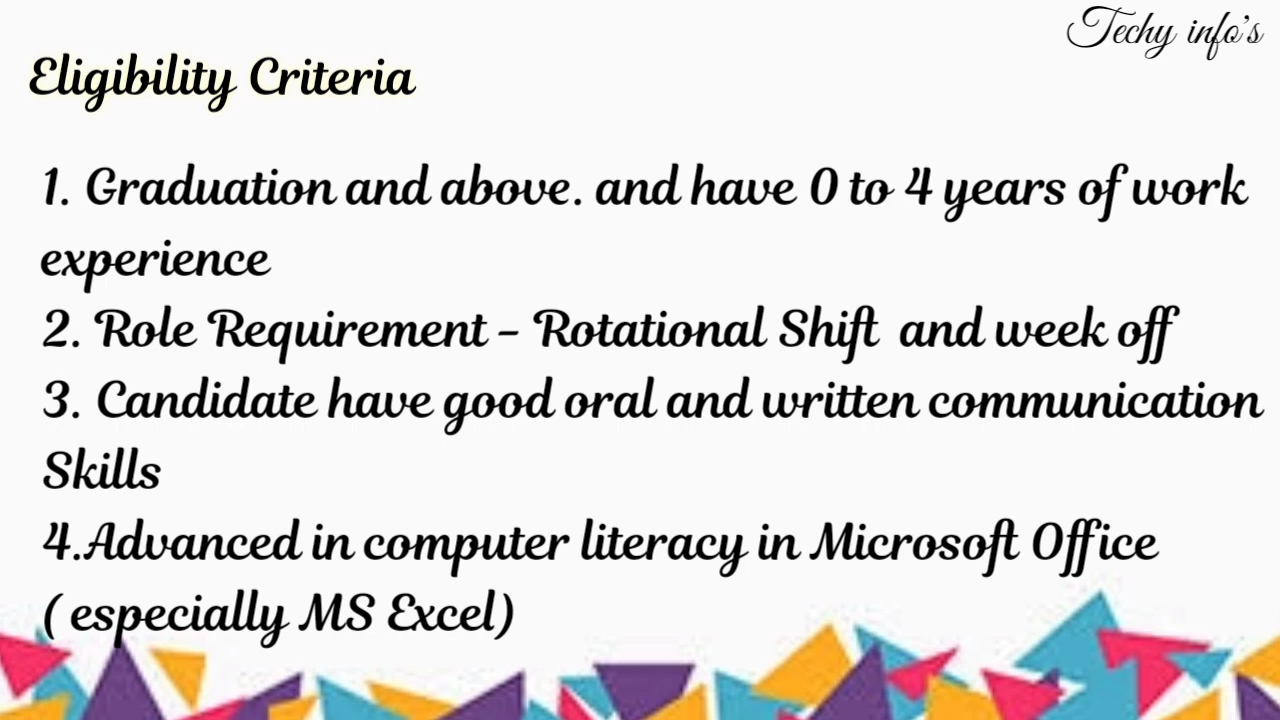 Techy info's
Eligibility Criteria
1. Graduation and above. and have 0 to 4 years of work
experience
2. Role Requirement - Rotational Shift and week off
3. Candidate have good oral and written communication
Skills
4.Advanced in computer literacy in Microsoft Office
( especially MS Excel)